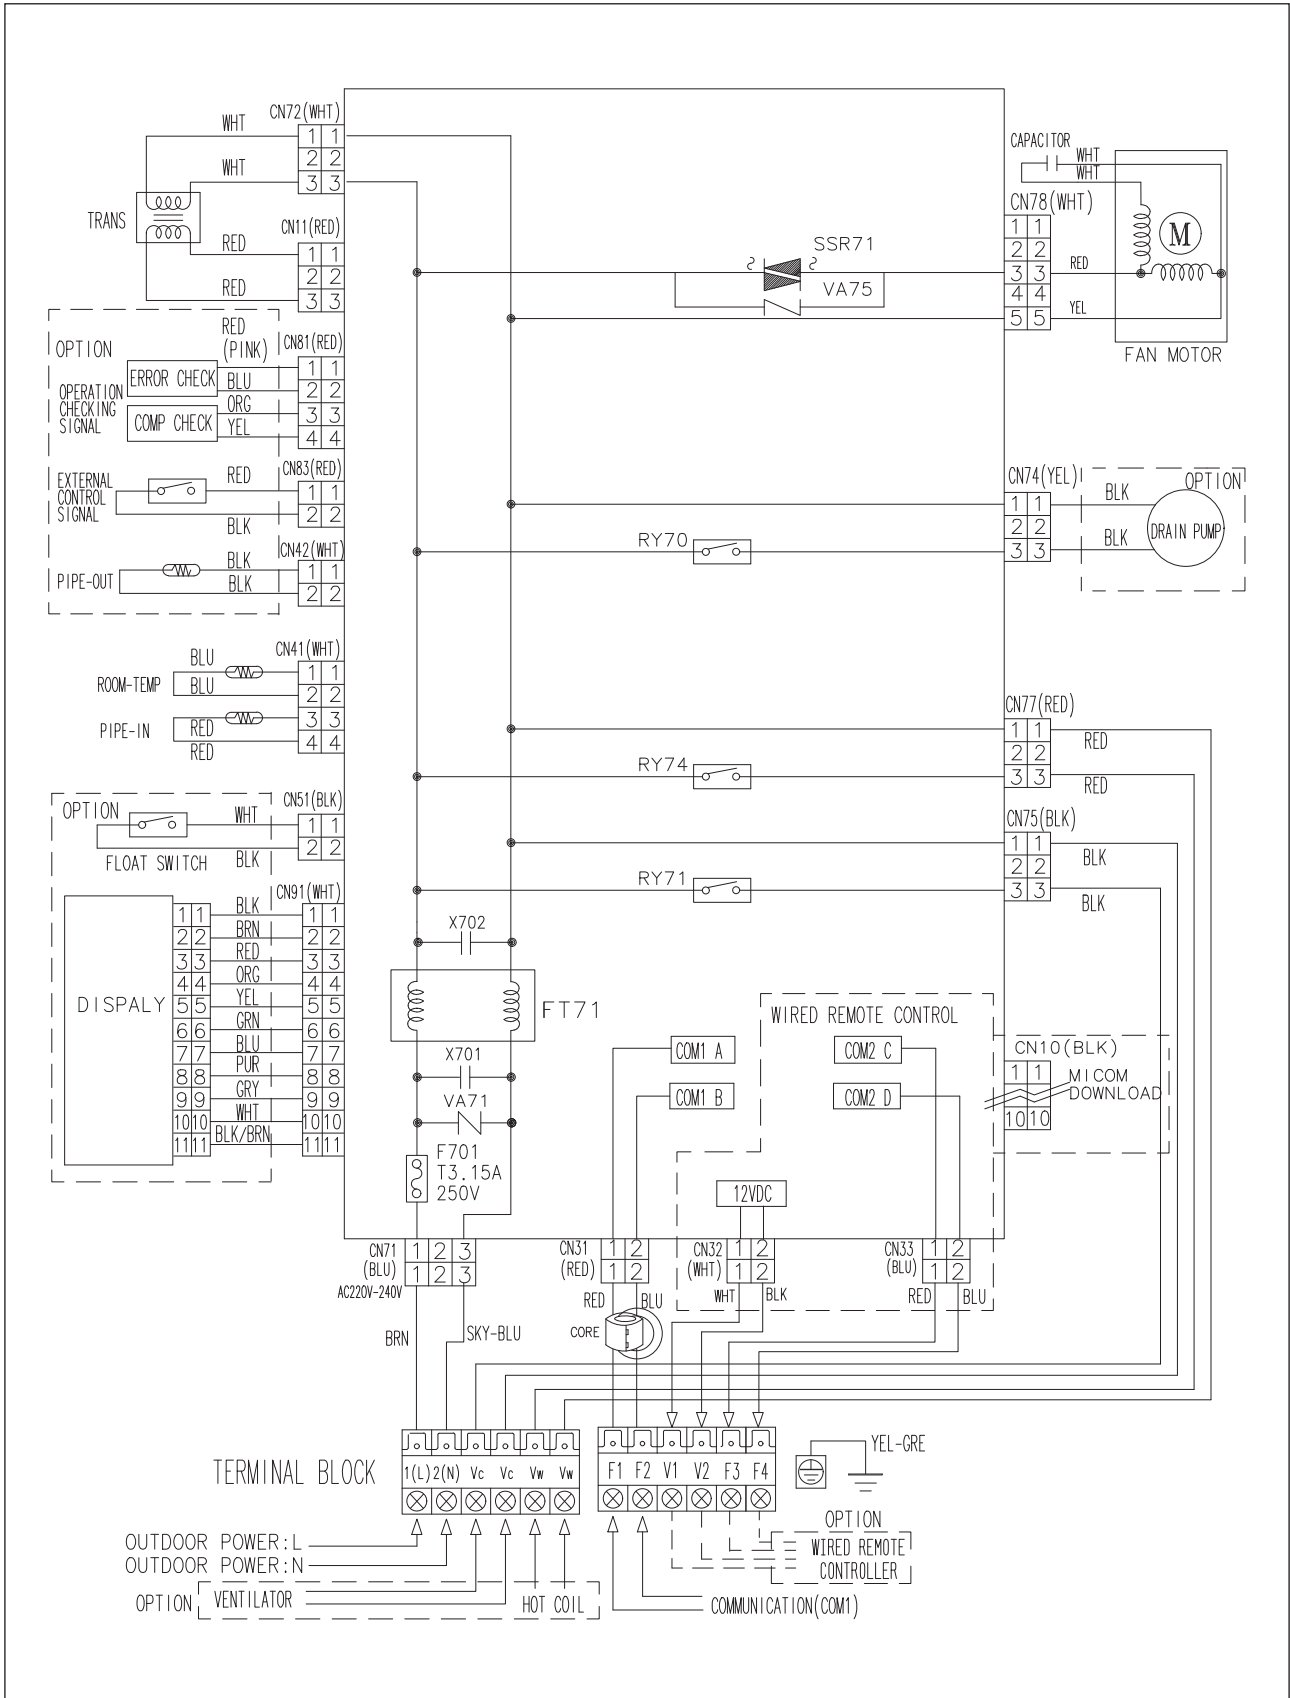 CN72(WHT)
WHT
1 1
2 2
3 3
WHT
TRANS
CN11(RED)
RED
1 1
2 2
3 3
RED
OPTION
RED
(PINK)
CN81(RED)
ERROR CHECK
BLU
OPERATION
CHECKING
SIGNAL
COMP CHECK
ORG
YEL
1 1
2 2
3 3
4 4
EXTERNAL
CONTROL
SIGNAL
RED
BLK
CN83(RED)
1 1
2 2
PIPE-OUT
BLK
BLK
CN42(WHT)
1 1
2 2
CN41(WHT)
ROOM-TEMP
BLU
BLU
PIPE-IN
RED
RED
1 1
2 2
3 3
4 4
OPTION
WHT
CN51(BLK)
1 1
2 2
FLOAT SWITCH
BLK
DISPALY
CN91(WHT)
1 1 BLK 1 1
2 2 BRN 2 2
3 3 RED 3 3
4 4 ORG 4 4
5 5 YEL 5 5
6 6 GRN 6 6
7 7 BLU 7 7
8 8 PUR 8 8
9 9 GRY 9 9
10 10 WHT 10 10
11 11 BLK/BRN 11 11
SSR71
VA75
RY70
RY74
RY71
X702
FT71
X701
VA71
F701
T3.15A
250V
CAPACITOR
WHT
WHT
CN78(WHT)
1 1
2 2
3 3
4 4
5 5
RED
YEL
M
FAN MOTOR
CN74(YEL)
1 1
2 2
3 3
BLK
BLK
OPTION
DRAIN PUMP
CN77(RED)
1 1
2 2
3 3
RED
RED
CN75(BLK)
1 1
2 2
3 3
BLK
BLK
WIRED REMOTE CONTROL
COM1 A
COM1 B
COM2 C
COM2 D
12VDC
CN10(BLK)
1 1
10 10
MICOM
DOWNLOAD
CN71
(BLU)
AC220V-240V
1 2 3
1 2 3
CN31
(RED)
1 2
1 2
CN32
(WHT)
1 2
1 2
CN33
(BLU)
1 2
1 2
BRN
SKY-BLU
RED
BLU
CORE
WHT
BLK
RED
BLU
TERMINAL BLOCK
1(L) 2(N) Vc Vc Vw Vw
F1 F2 V1 V2 F3 F4
YEL-GRE
OUTDOOR POWER:L
OUTDOOR POWER:N
OPTION
VENTILATOR
HOT COIL
OPTION
WIRED REMOTE
CONTROLLER
COMMUNICATION(COM1)